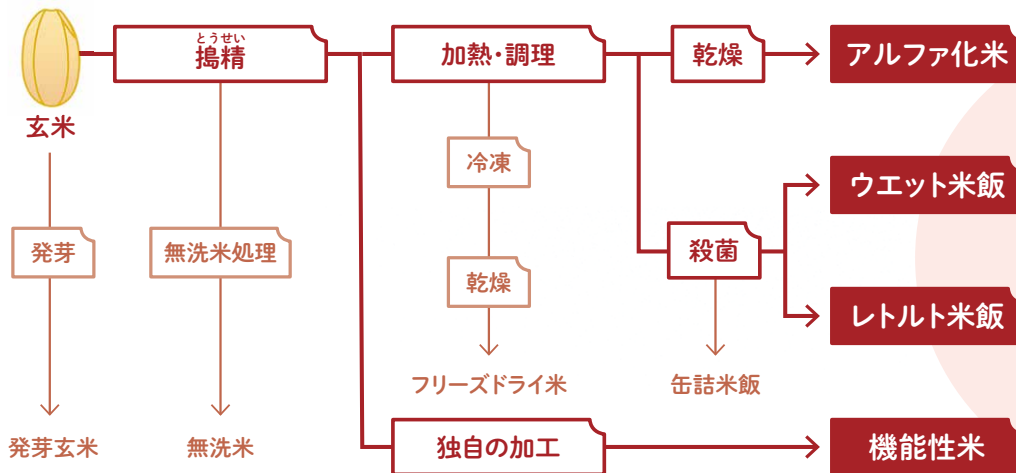 とうせい
搗精
加熱・調理
乾燥
アルファ化米
玄米
冷凍
ウエット米飯
発芽
無洗米処理
殺菌
乾燥
レトルト米飯
フリーズドライ米
缶詰米飯
発芽玄米
無洗米
独自の加工
機能性米